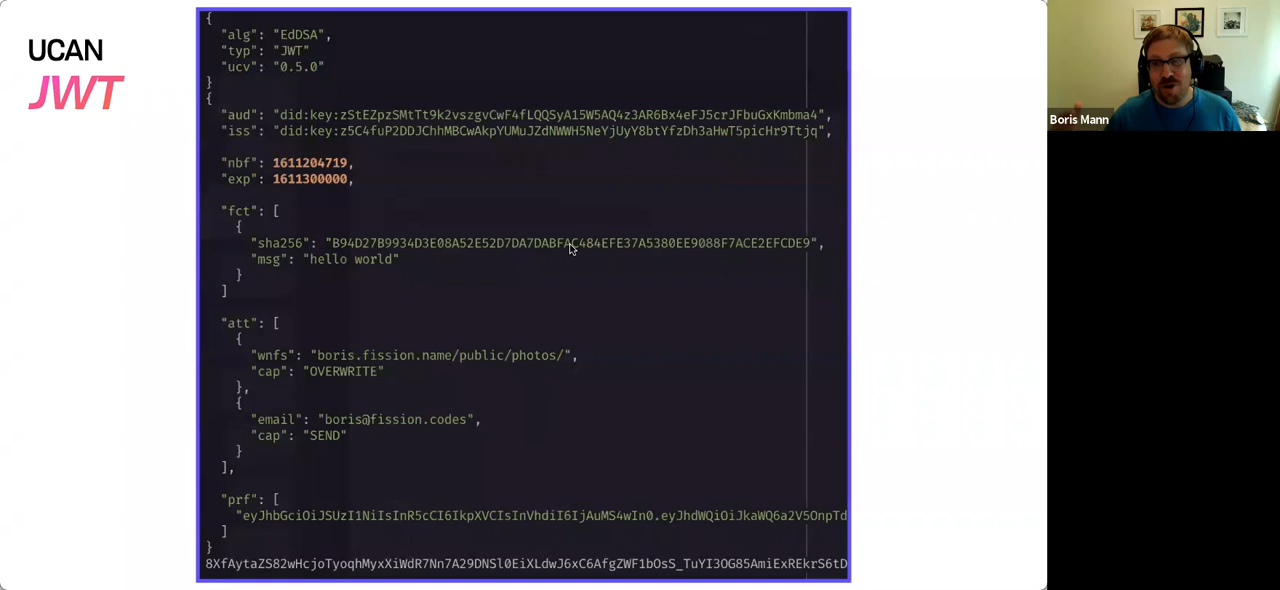 UCAN
JWT
{
"alg": "EdDSA",
"typ": "JWT"
"ucv": "0.5.0"
}
{
"aud": "did:key:zStEZpzSMtTt9k2vszgvCwF4fLQQSyA15W5AQ4z3AR6Bx4eFJ5crJFbuGxKmbma4",
"iss": "did:key:z5C4fuP2DDJChhMBCwAkpYUMuJZdNWWH5NeYjUyY8btYfzDh3aHwT5picHr9Ttjq",
"nbf": 1611204719,
"exp": 1611300000,
"fct": [
{
"sha256": "B94D27B9934D3E08A52E52D7DA7DABFAC484EFE37A5380EE9088F7ACE2EFCDE9",
"msg": "hello world"
}
]
"att": [
{
"wnfs": "boris.fission.name/public/photos/",
"cap": "OVERWRITE"
},
{
"email": "boris@fission.codes",
"cap": "SEND"
}
],
"prf": [
"eyJhbGciOiJSUzI1NiIsInR5cCI6IkpXVCIsInVhdiI6IjAuMS4wIn0.eyJhdWQiOiJkaWQ6a2V5OnpTd
]
}
8XfAytaZS82wHcjoTyoqhMyxXiWdR7Nn7A29DNSl0EiXLdwJ6xC6AfgZWF1bOsS_TuYI3OG85AmiExREkrS6tD
Boris Mann